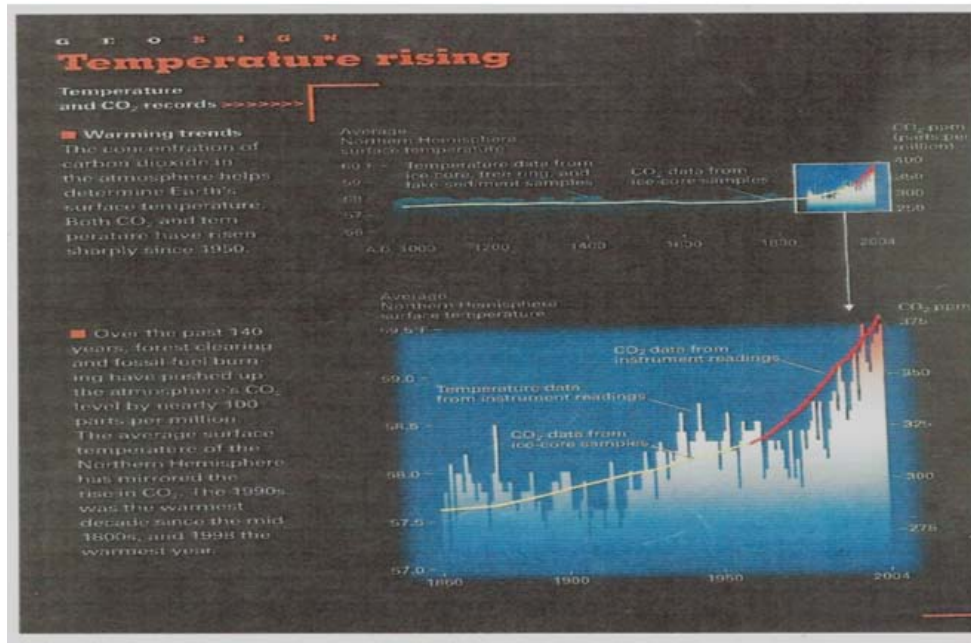 GEOSIGN
Temperature rising
Temperature
and CO₂ records >>>>>>>
Warming trends
The concentration of
carbon dioxide in
the atmosphere helps
determine Earth's
surface temperature.
Both CO₂ and tem-
perature have risen
sharply since 1950.
Average
Northern Hemisphere
surface temperature
60°F
59
58
57
56
Temperature data from
ice-core, tree ring, and
lake-sediment samples
CO₂ data from
ice-core samples
CO₂ ppm
(parts per
million)
400
350
300
250
A.D. 1000 1200 1400 1600 1800 2004
Over the past 140
years, forest clearing
and fossil fuel burn-
ing have pushed up
the atmosphere's CO₂
level by nearly 100
parts per million
The average surface
temperature of the
Northern Hemisphere
has mirrored the
rise in CO₂. The 1990s
was the warmest
decade since the mid-
1800s, and 1998 the
warmest year.
Average
Northern Hemisphere
surface temperature
59.5°F
59.0
58.5
58.0
57.5
57.0
CO₂ data from
instrument readings
Temperature data
from instrument readings
CO₂ data from
ice-core samples
CO₂ ppm
375
350
325
300
275
1860 1900 1950 2004